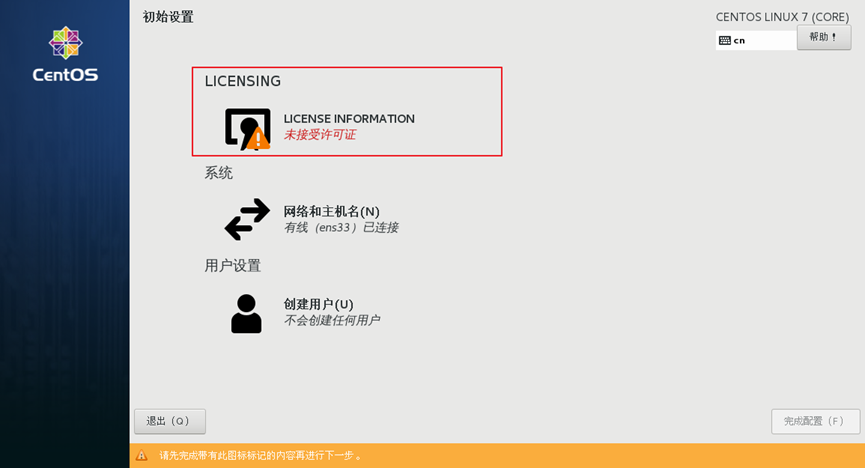 CentOS
初始设置
CENTOS LINUX 7 (CORE)
cn
帮助！
LICENSING
LICENSE INFORMATION
未接受许可证
系统
网络和主机名(N)
有线（ens33）已连接
用户设置
创建用户(U)
不会创建任何用户
退出（Q）
完成配置（F）
请先完成带有此图标标记的内容再进行下一步。